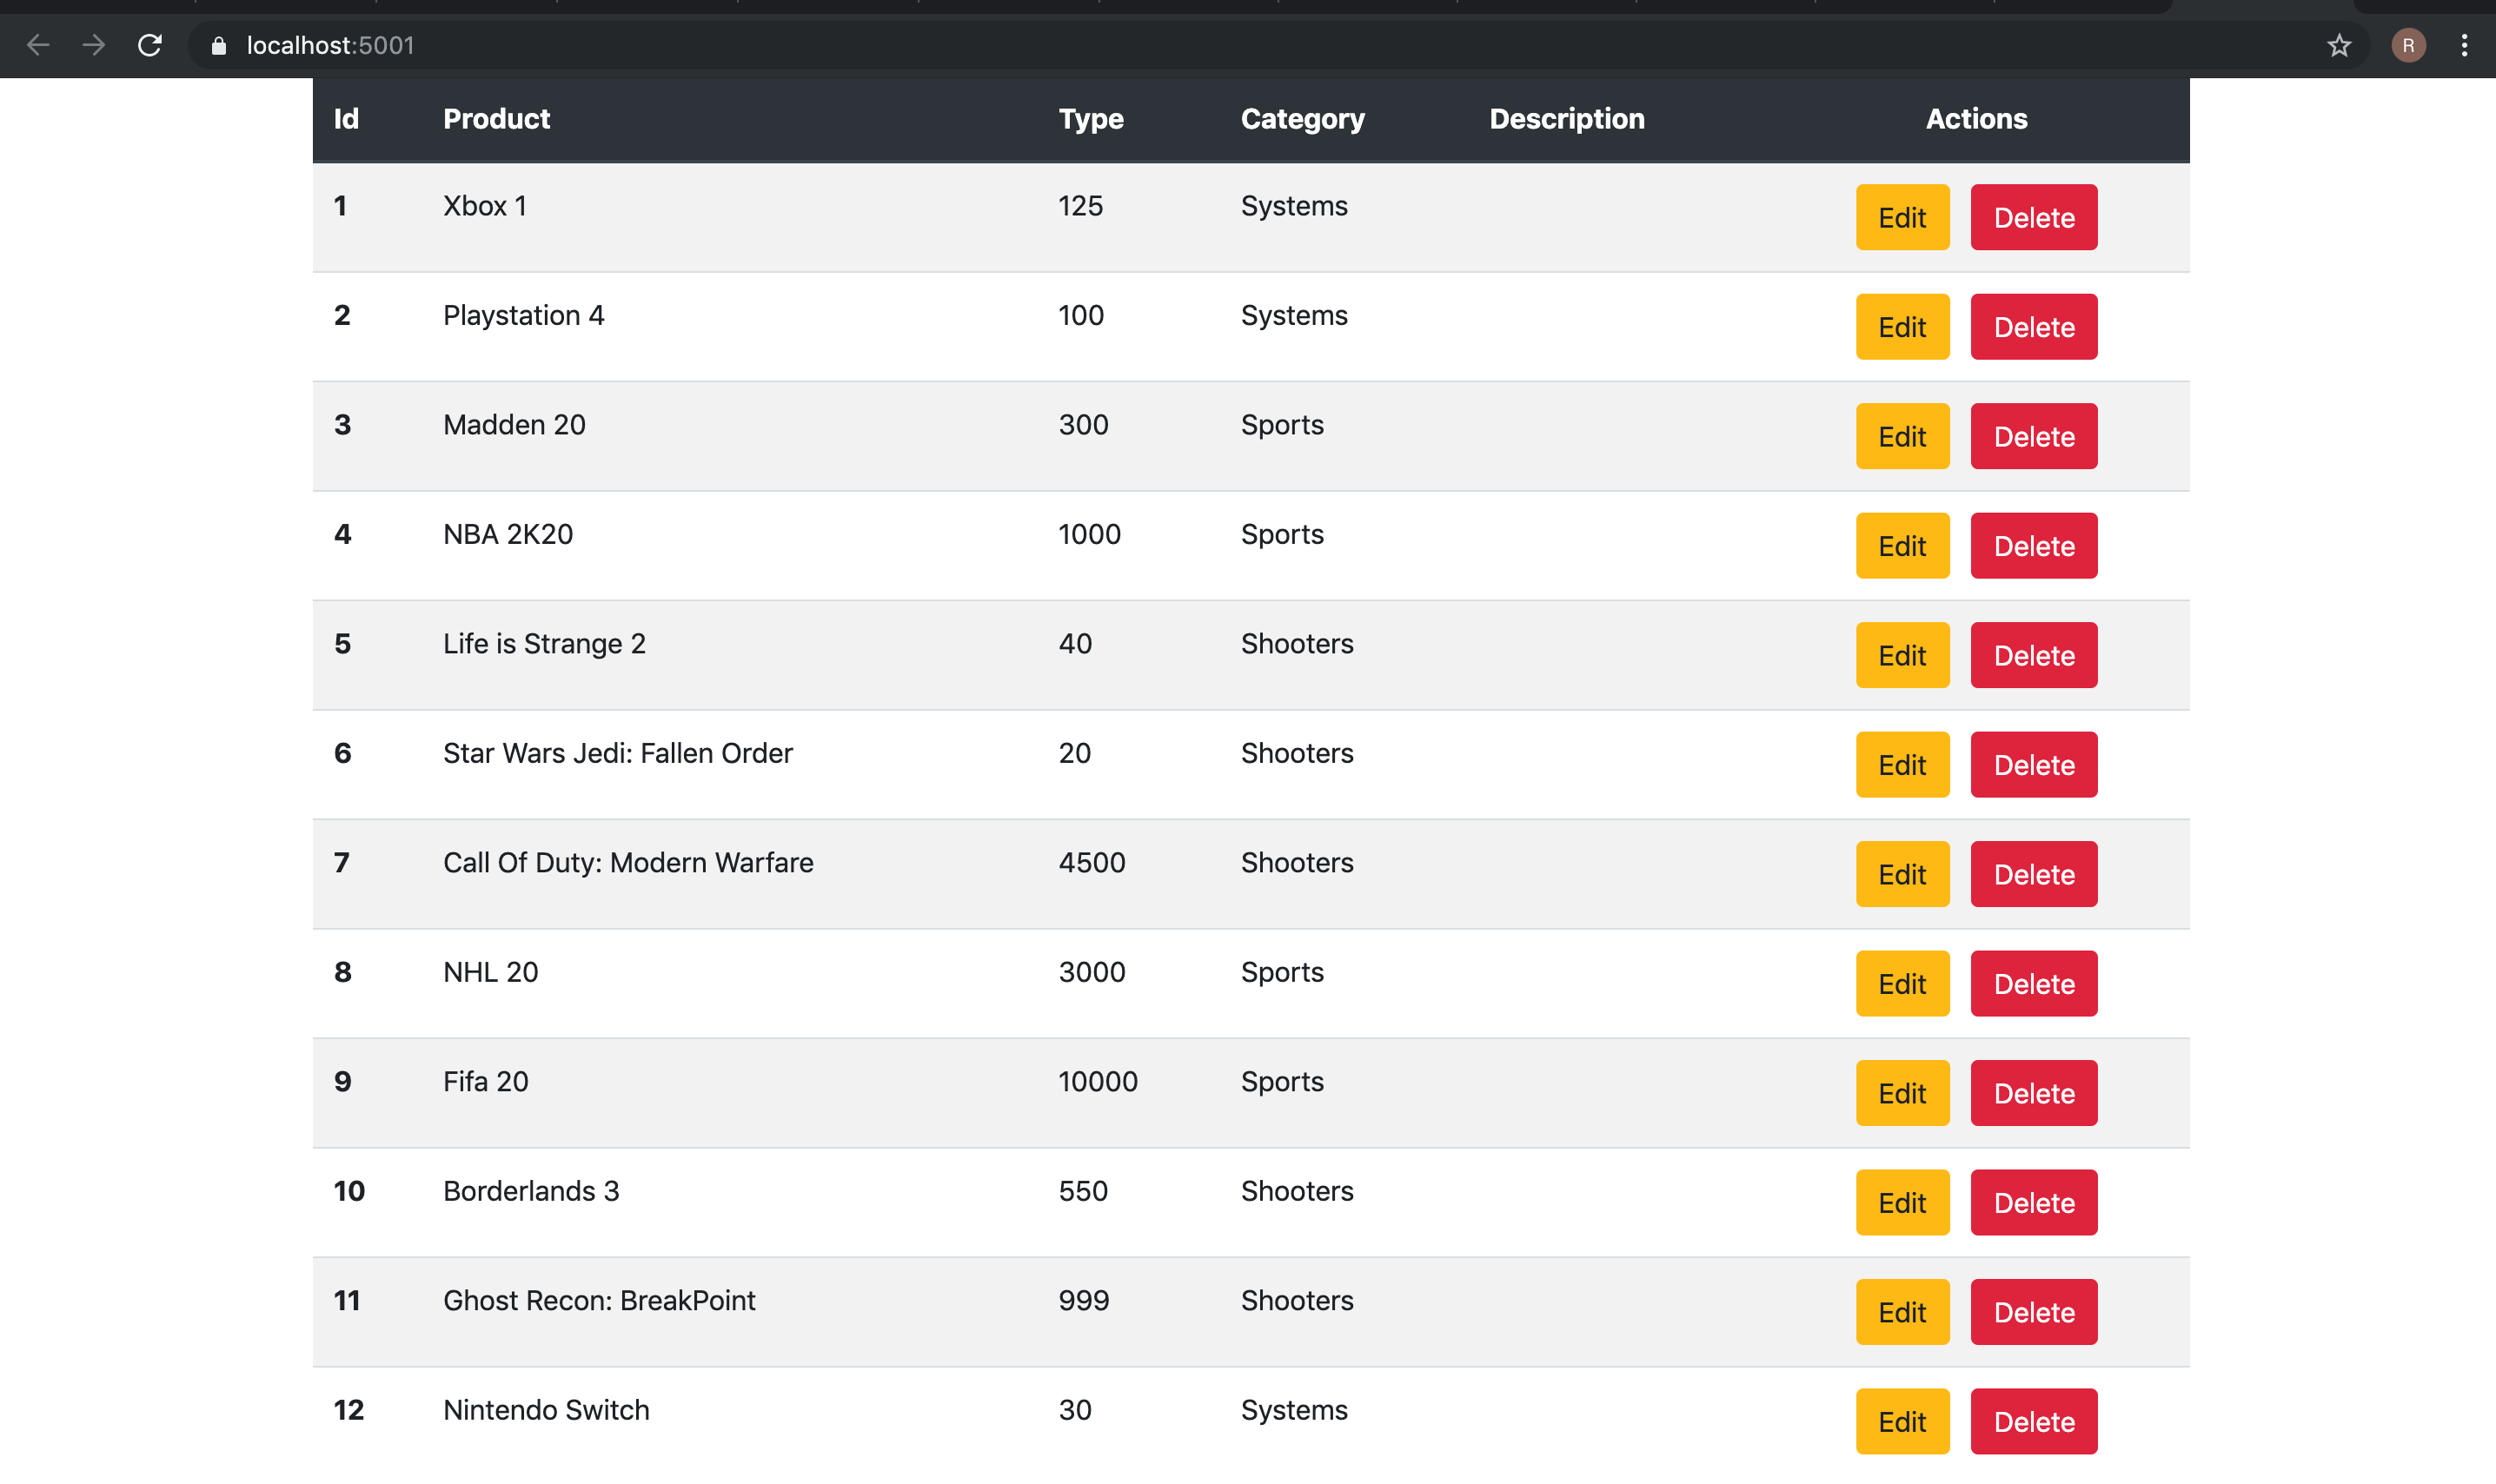 localhost:5001
R
Id Product Type Category Description Actions
1 Xbox 1 125 Systems Edit Delete
2 Playstation 4 100 Systems Edit Delete
3 Madden 20 300 Sports Edit Delete
4 NBA 2K20 1000 Sports Edit Delete
5 Life is Strange 2 40 Shooters Edit Delete
6 Star Wars Jedi: Fallen Order 20 Shooters Edit Delete
7 Call Of Duty: Modern Warfare 4500 Shooters Edit Delete
8 NHL 20 3000 Sports Edit Delete
9 Fifa 20 10000 Sports Edit Delete
10 Borderlands 3 550 Shooters Edit Delete
11 Ghost Recon: BreakPoint 999 Shooters Edit Delete
12 Nintendo Switch 30 Systems Edit Delete